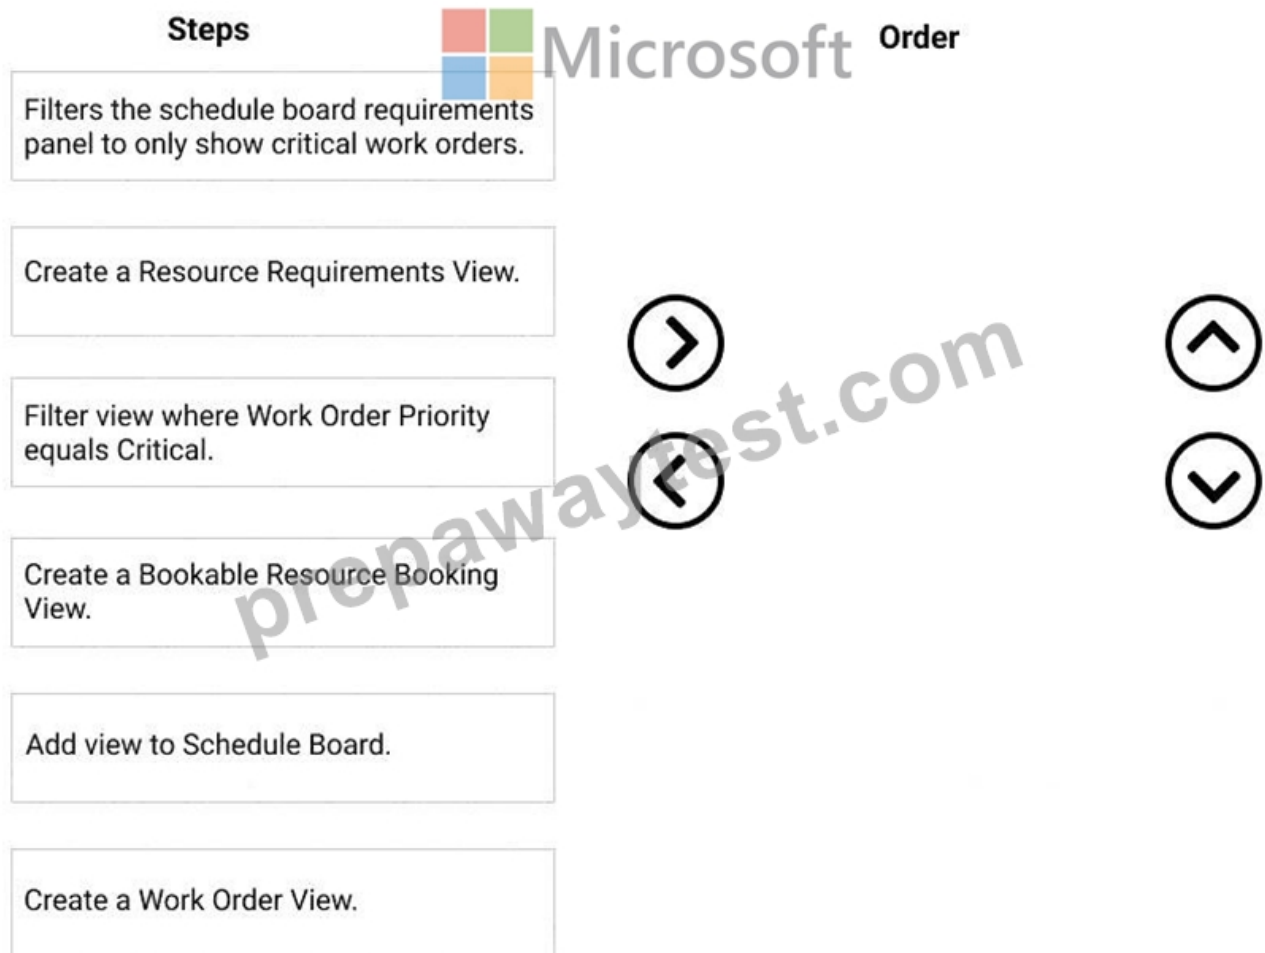 Steps
Microsoft
Order
Filters the schedule board requirements
panel to only show critical work orders.
Create a Resource Requirements View.
Filter view where Work Order Priority
equals Critical.
Create a Bookable Resource Booking
View.
Add view to Schedule Board.
Create a Work Order View.
prepawaytest.com